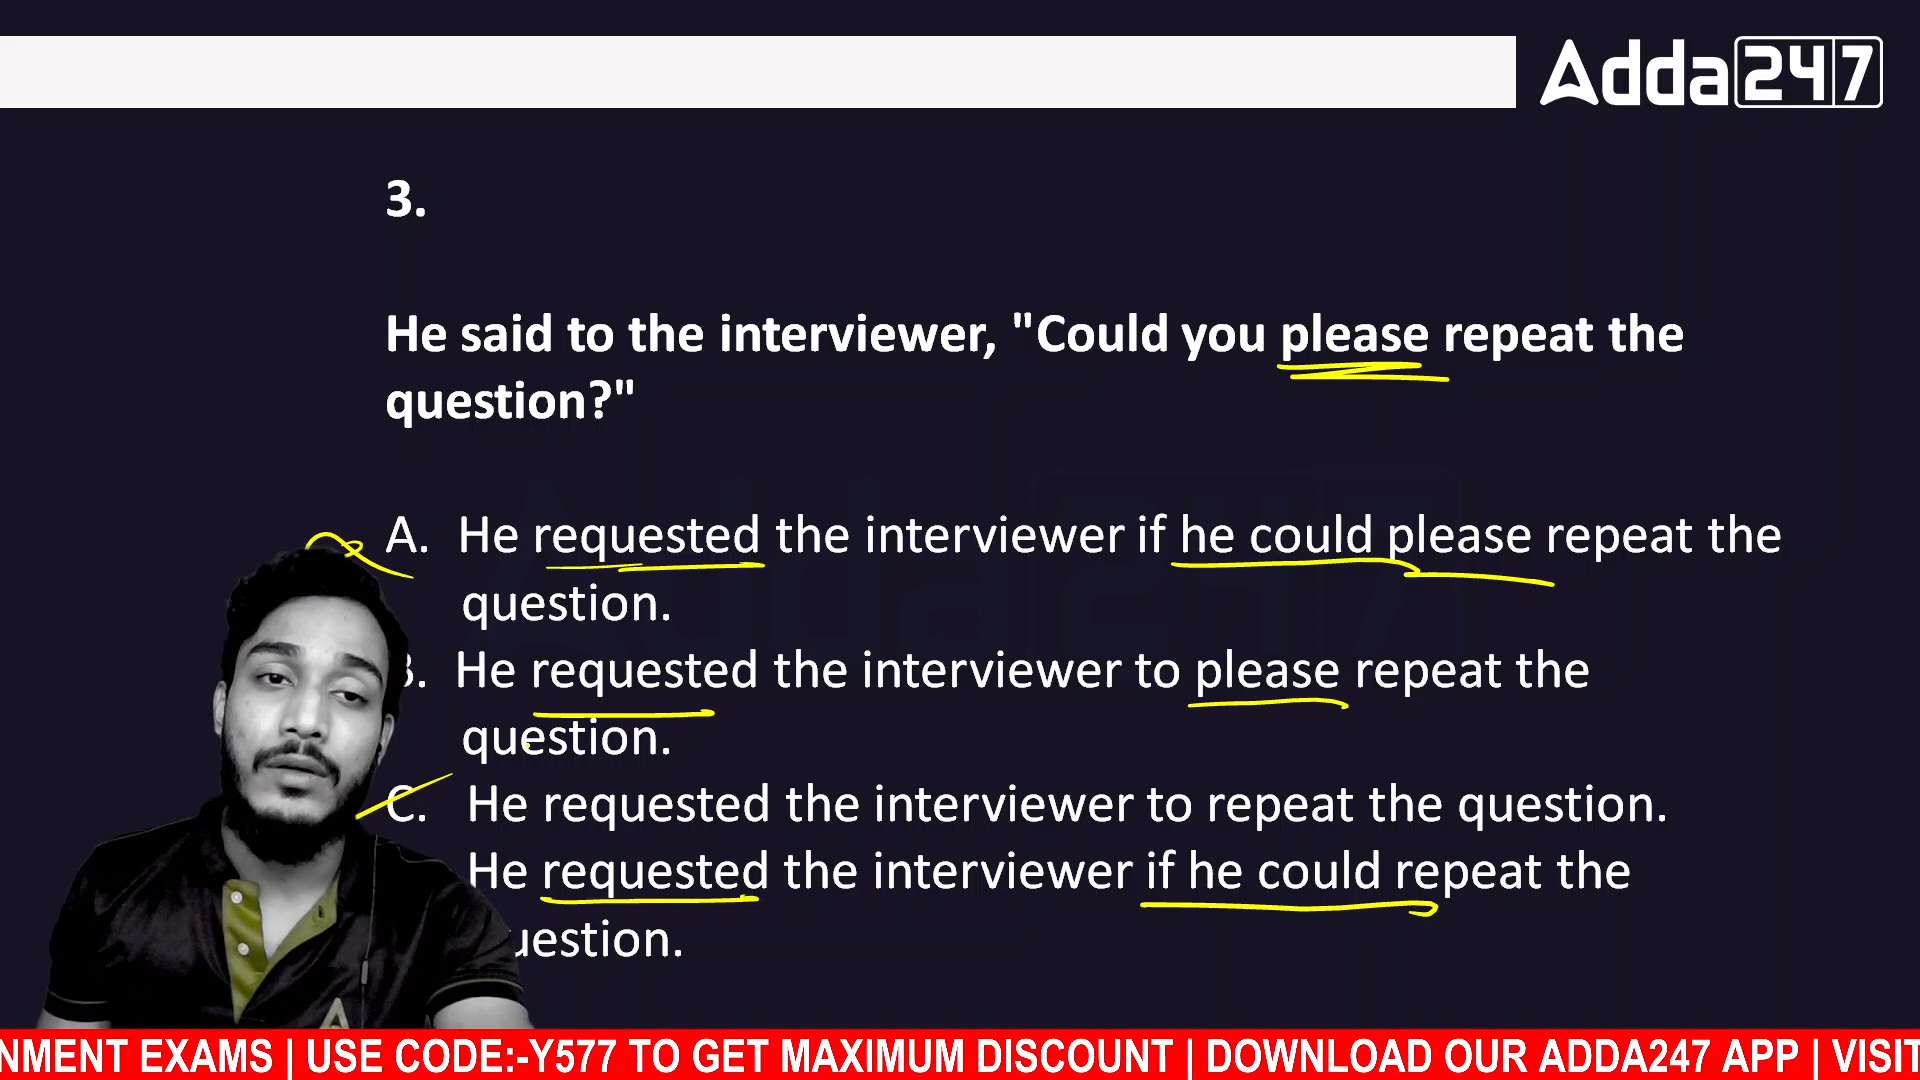 Adda247
3.
He said to the interviewer, "Could you please repeat the
question?"
A. He requested the interviewer if he could please repeat the
question.
B. He requested the interviewer to please repeat the
question.
C. He requested the interviewer to repeat the question.
He requested the interviewer if he could repeat the
question.
EXAMS | USE CODE:-Y577 TO GET MAXIMUM DISCOUNT | DOWNLOAD OUR ADDA247 APP | VISIT